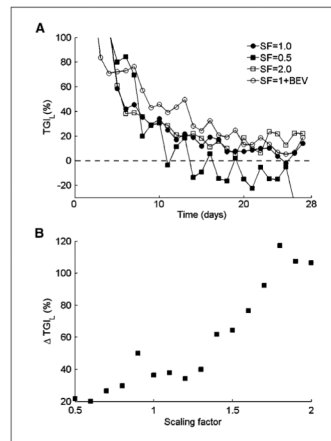 A
100
80
60
40
20
0
-20
TGIL(%)
SF=1.0
SF=0.5
SF=2.0
SF=1+BEV
0 10 20 28
Time (days)
B
120
100
80
60
40
20
Δ TGIL (%)
0.5 1 1.5 2
Scaling factor